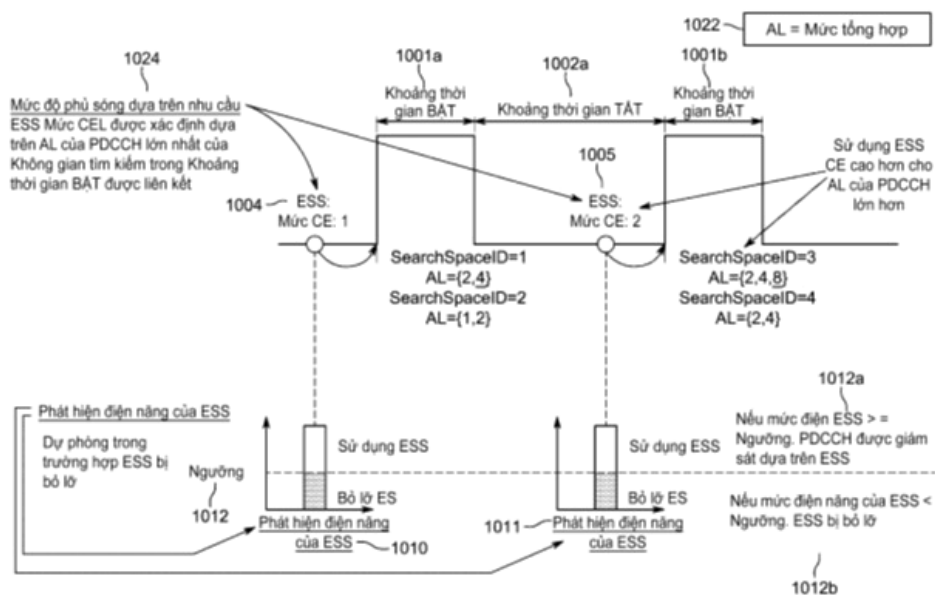 1022
AL = Mức tổng hợp
1024
1001a
1002a
1001b
Mức độ phủ sóng dựa trên nhu cầu
ESS Mức CEL được xác định dựa
trên AL của PDCCH lớn nhất của
Không gian tìm kiếm trong Khoảng
thời gian BẬT được liên kết
Khoảng thời
gian BẬT
Khoảng thời gian TẮT
Khoảng thời
gian BẬT
1004
ESS:
Mức CE: 1
1005
ESS:
Mức CE: 2
Sử dụng ESS
CE cao hơn cho
AL của PDCCH
lớn hơn
SearchSpaceID=1
AL={2,4}
SearchSpaceID=2
AL={1,2}
SearchSpaceID=3
AL={2,4,8}
SearchSpaceID=4
AL={2,4}
Phát hiện điện năng của ESS
Dự phòng trong
trường hợp ESS bị
bỏ lỡ
Ngưỡng
1012
Sử dụng ESS
Bỏ lỡ ES
Phát hiện điện năng
của ESS
1010
Sử dụng ESS
Bỏ lỡ ES
1011
Phát hiện điện năng
của ESS
1012a
Nếu mức điện ESS > =
Ngưỡng. PDCCH được giám
sát dựa trên ESS
Nếu mức điện năng của ESS <
Ngưỡng. ESS bị bỏ lỡ
1012b